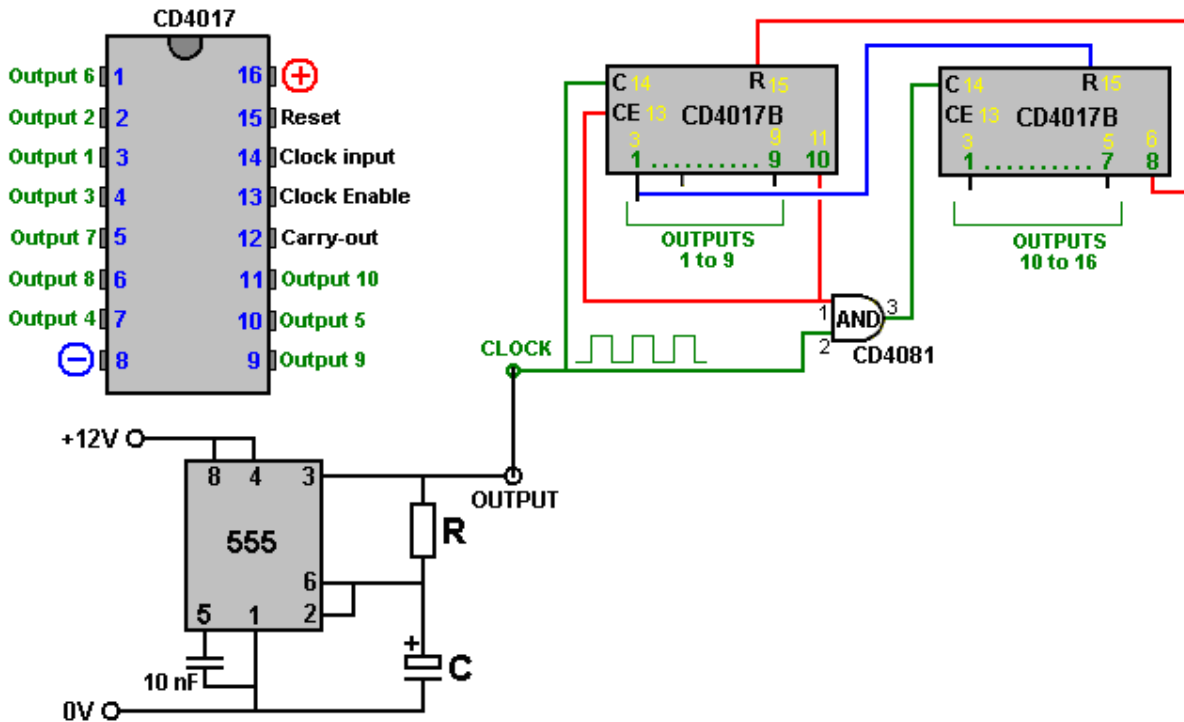 CD4017
Output 6 1 16 +
Output 2 2 15 Reset
Output 1 3 14 Clock input
Output 3 4 13 Clock Enable
Output 7 5 12 Carry-out
Output 8 6 11 Output 10
Output 4 7 10 Output 5
− 8 9 Output 9
C 14 R 15
CE 13 CD4017B
3 9 11
1 .......... 9 10
OUTPUTS
1 to 9
C 14 R 15
CE 13 CD4017B
3 5 6
1 .......... 7 8
OUTPUTS
10 to 16
1 AND 3
2
CD4081
CLOCK
+12V
8 4 3
OUTPUT
R
555
6
5 1 2
+
C
10 nF
0V